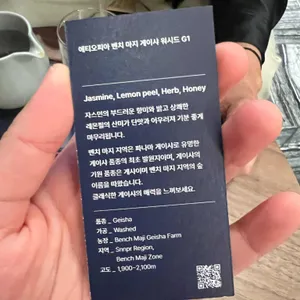 에티오피아 벤치 마지 게이샤 워시드 G1
Jasmine, Lemon peel, Herb, Honey
자스민의 부드러운 향미와 밝고 상쾌한
레몬필의 산미가 단맛과 어우러져 기분 좋게
마무리됩니다.
벤치 마지 지역은 파나마 게이샤로 유명한
게이샤 품종의 최초 발원지이며, 게이샤의
기원 품종은 게샤이며 벤치 마지 지역의 숲
이름을 따왔습니다.
클래식한 게이샤의 매력을 느껴보세요.
품종 _ Geisha
가공 _ Washed
농장 _ Bench Maji Geisha Farm
지역 _ Snnpr Region,
Bench Maji Zone
고도 _ 1,900~2,100m